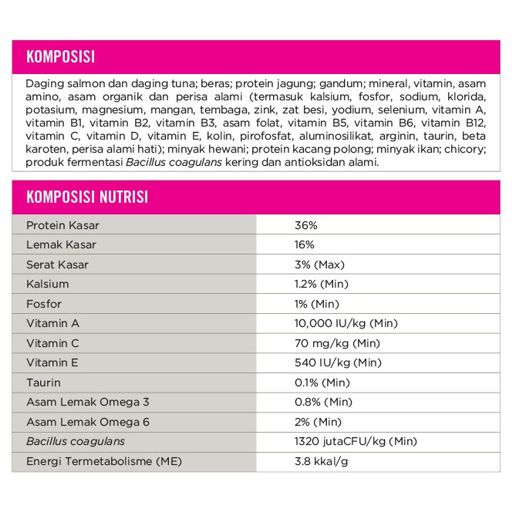 KOMPOSISI
Daging salmon dan daging tuna; beras; protein jagung; gandum; mineral, vitamin, asam
amino, asam organik dan perisa alami (termasuk kalsium, fosfor, sodium, klorida,
potasium, magnesium, mangan, tembaga, zink, zat besi, yodium, selenium, vitamin A,
vitamin B1, vitamin B2, vitamin B3, asam folat, vitamin B5, vitamin B6, vitamin B12,
vitamin C, vitamin D, vitamin E, kolin, pirofosfat, aluminosilikat, arginin, taurin, beta
karoten, perisa alami hati); minyak hewani; protein kacang polong; minyak ikan; chicory;
produk fermentasi Bacillus coagulans kering dan antioksidan alami.
KOMPOSISI NUTRISI
Protein Kasar 36%
Lemak Kasar 16%
Serat Kasar 3% (Max)
Kalsium 1.2% (Min)
Fosfor 1% (Min)
Vitamin A 10,000 IU/kg (Min)
Vitamin C 70 mg/kg (Min)
Vitamin E 540 IU/kg (Min)
Taurin 0.1% (Min)
Asam Lemak Omega 3 0.8% (Min)
Asam Lemak Omega 6 2% (Min)
Bacillus coagulans 1320 jutaCFU/kg (Min)
Energi Termetabolisme (ME) 3.8 kkal/g